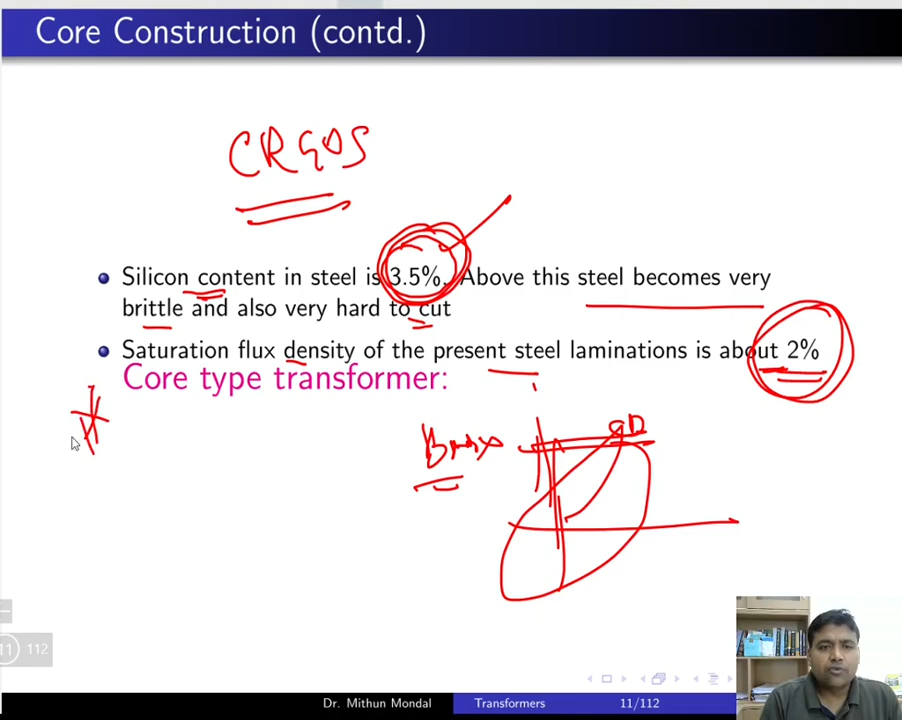 Core Construction (contd.)
CRGOS
Silicon content in steel is 3.5%. Above this steel becomes very
brittle and also very hard to cut
Saturation flux density of the present steel laminations is about 2%
Core type transformer:
Bmax
11 112
Dr. Mithun Mondal Transformers 11/112